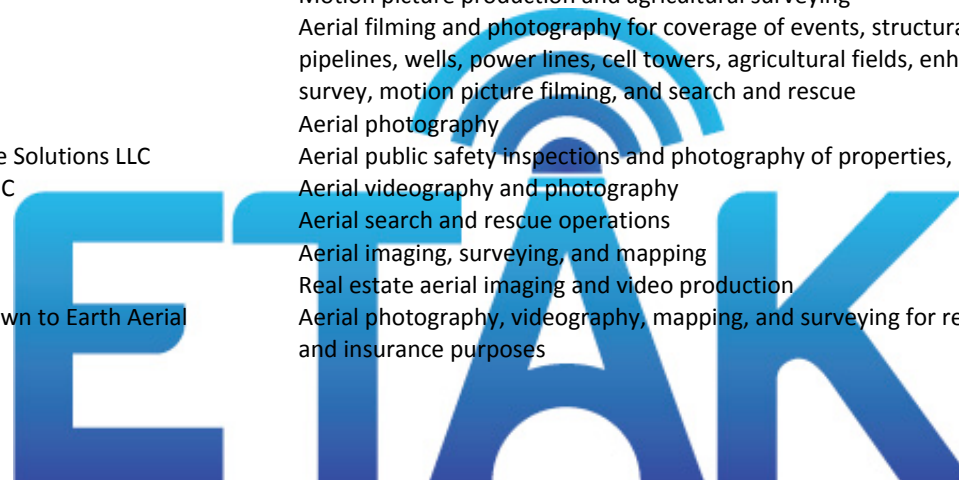 Motion picture production and agricultural surveying
Aerial filming and photography for coverage of events, structura
pipelines, wells, power lines, cell towers, agricultural fields, enh
survey, motion picture filming, and search and rescue
Aerial photography
e Solutions LLC Aerial public safety inspections and photography of properties,
C Aerial videography and photography
Aerial search and rescue operations
Aerial imaging, surveying, and mapping
Real estate aerial imaging and video production
wn to Earth Aerial Aerial photography, videography, mapping, and surveying for re
and insurance purposes
ETAK